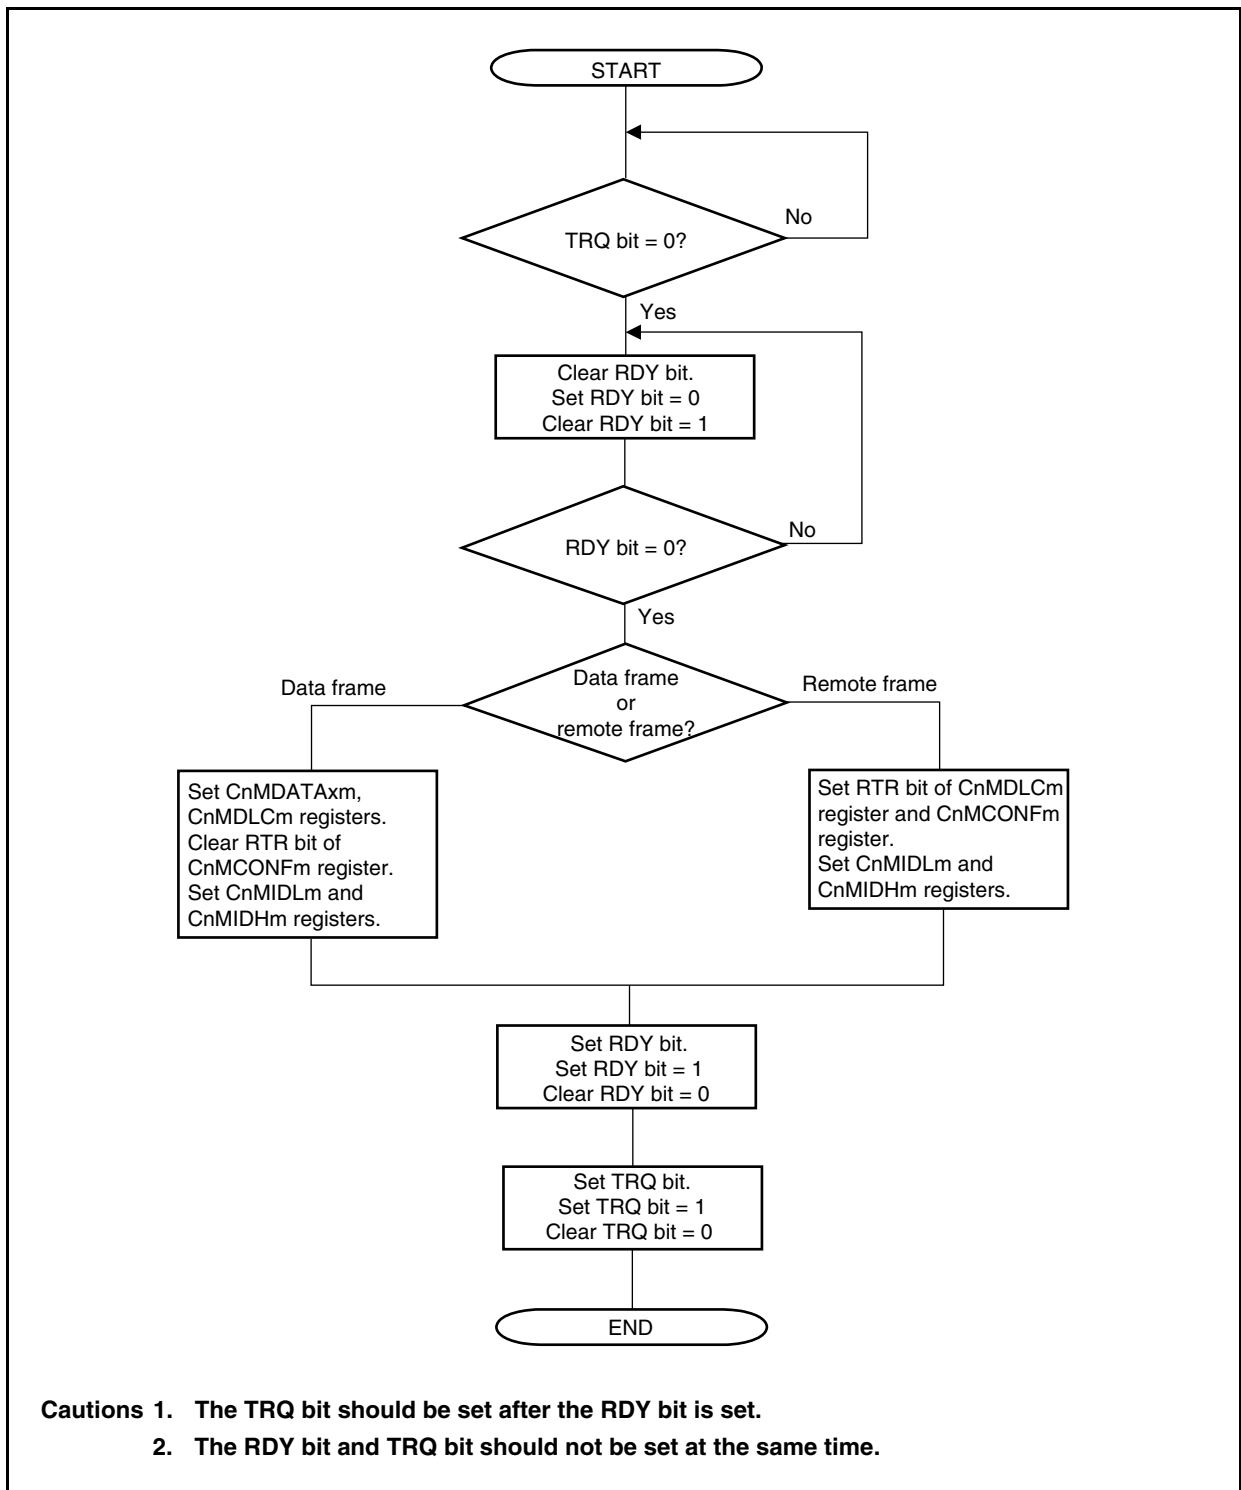 START
No
TRQ bit = 0?
Yes
Clear RDY bit.
Set RDY bit = 0
Clear RDY bit = 1
No
RDY bit = 0?
Yes
Data frame
Data frame
or
remote frame?
Remote frame
Set CnMDATAxm,
CnMDLCm registers.
Clear RTR bit of
CnMCONFm register.
Set CnMIDLm and
CnMIDHm registers.
Set RTR bit of CnMDLCm
register and CnMCONFm
register.
Set CnMIDLm and
CnMIDHm registers.
Set RDY bit.
Set RDY bit = 1
Clear RDY bit = 0
Set TRQ bit.
Set TRQ bit = 1
Clear TRQ bit = 0
END
Cautions 1. The TRQ bit should be set after the RDY bit is set.
2. The RDY bit and TRQ bit should not be set at the same time.